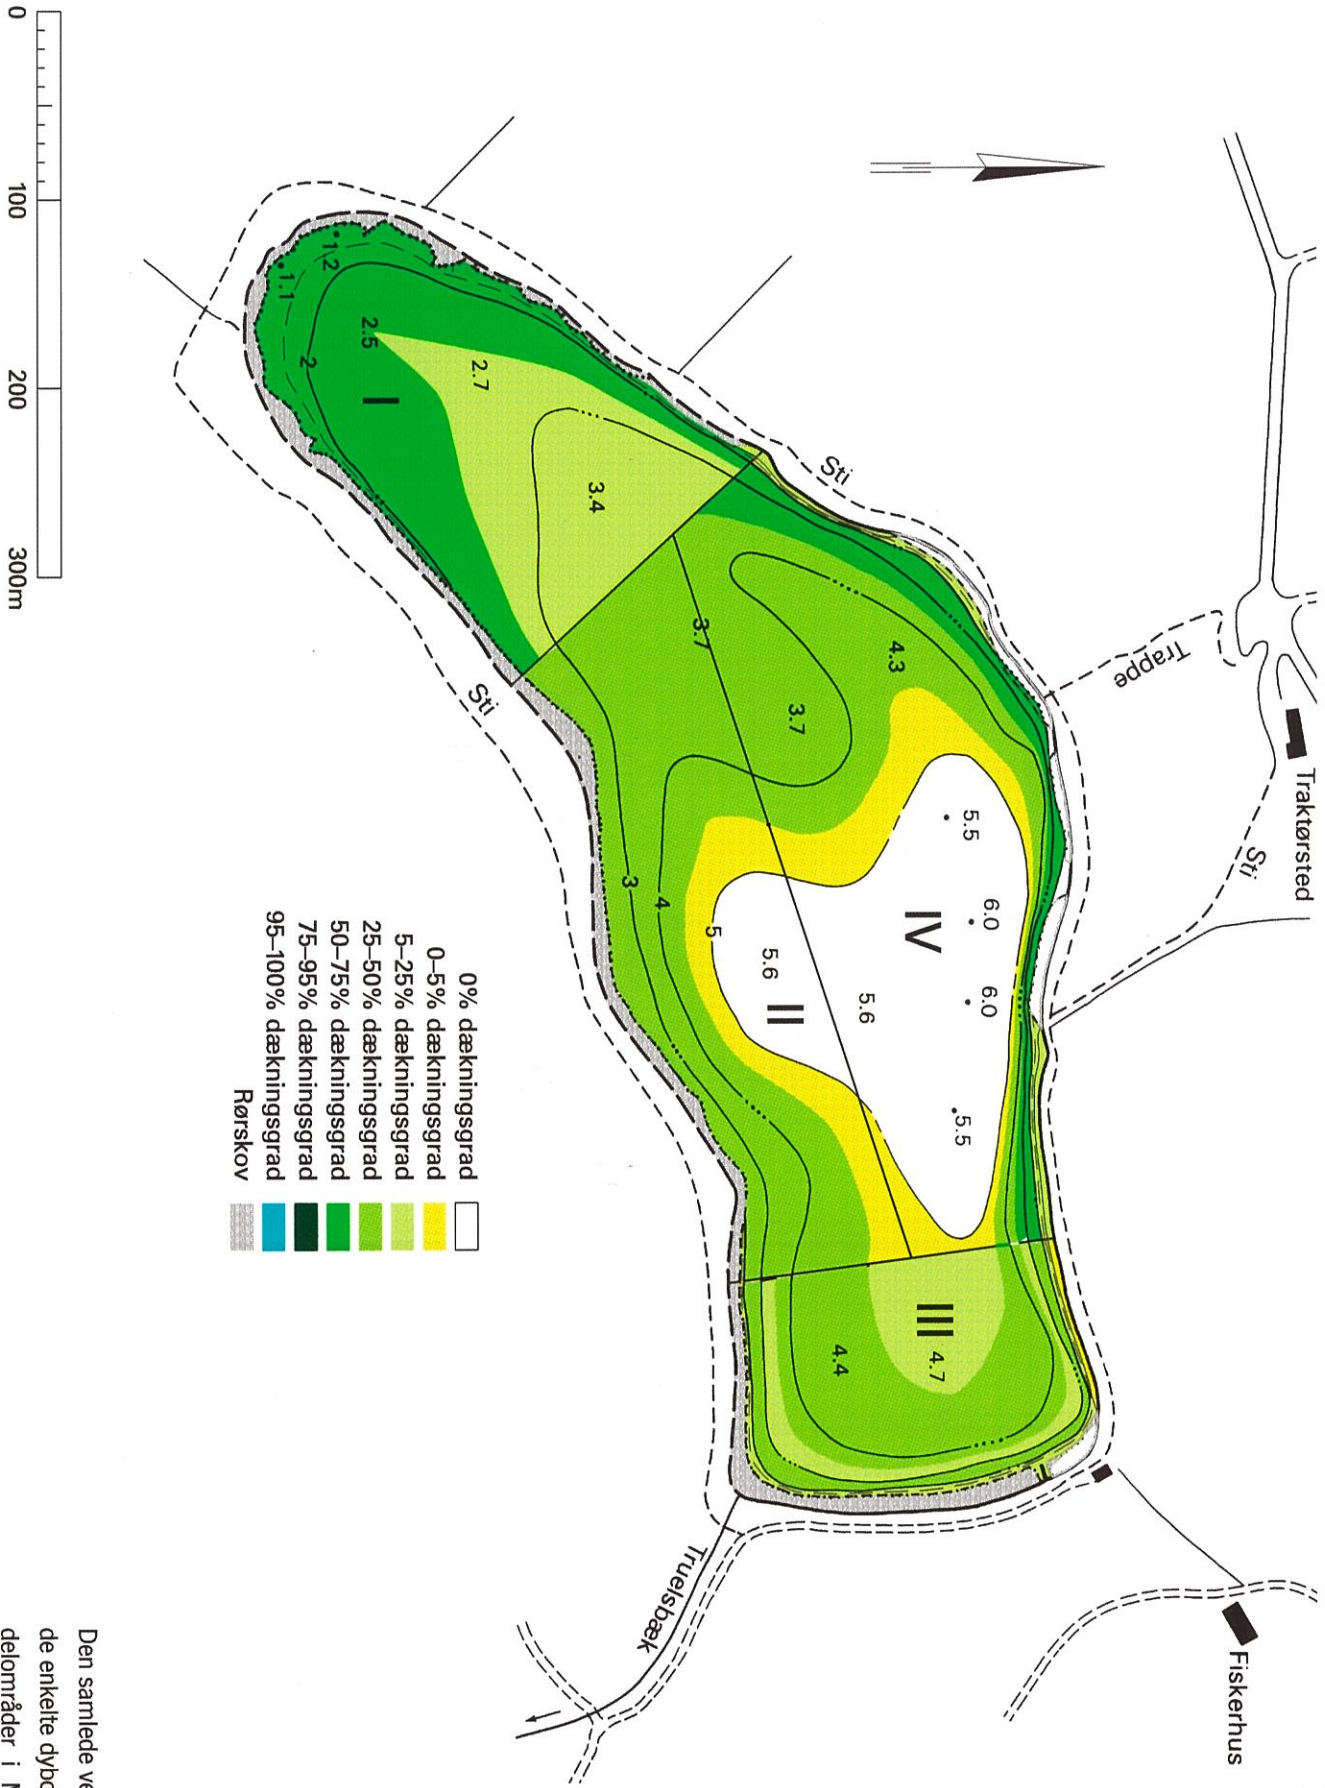 Traktørsted
Fiskerhus
Sti
Trappe
Sti
Sti
Truelsbæk
IV
5.5
6.0
6.0
5.5
4.3
5.6
III
4.7
4.4
3.7
3.7
II
5.6
5
4
3
3.4
2.7
I
2.5
2
1.2
1.1
0% dækningsgrad
0–5% dækningsgrad
5–25% dækningsgrad
25–50% dækningsgrad
50–75% dækningsgrad
75–95% dækningsgrad
95–100% dækningsgrad
Rørskov
Sti
0 100 200 300m
Den samlede ve
de enkelte dybd
delområder i M